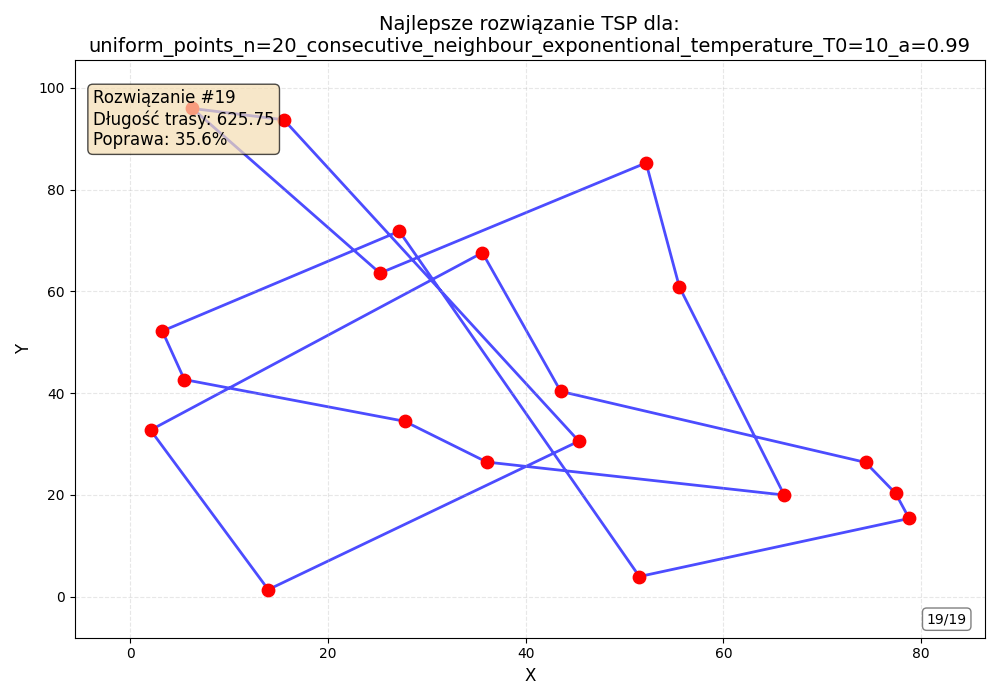 Najlepsze rozwiązanie TSP dla:
uniform_points_n=20_consecutive_neighbour_exponential_temperature_T0=10_a=0.99
Rozwiązanie #19
Długość trasy: 625.75
Poprawa: 35.6%
100
80
60
40
20
0
Y
0 20 40 60 80
X
19/19